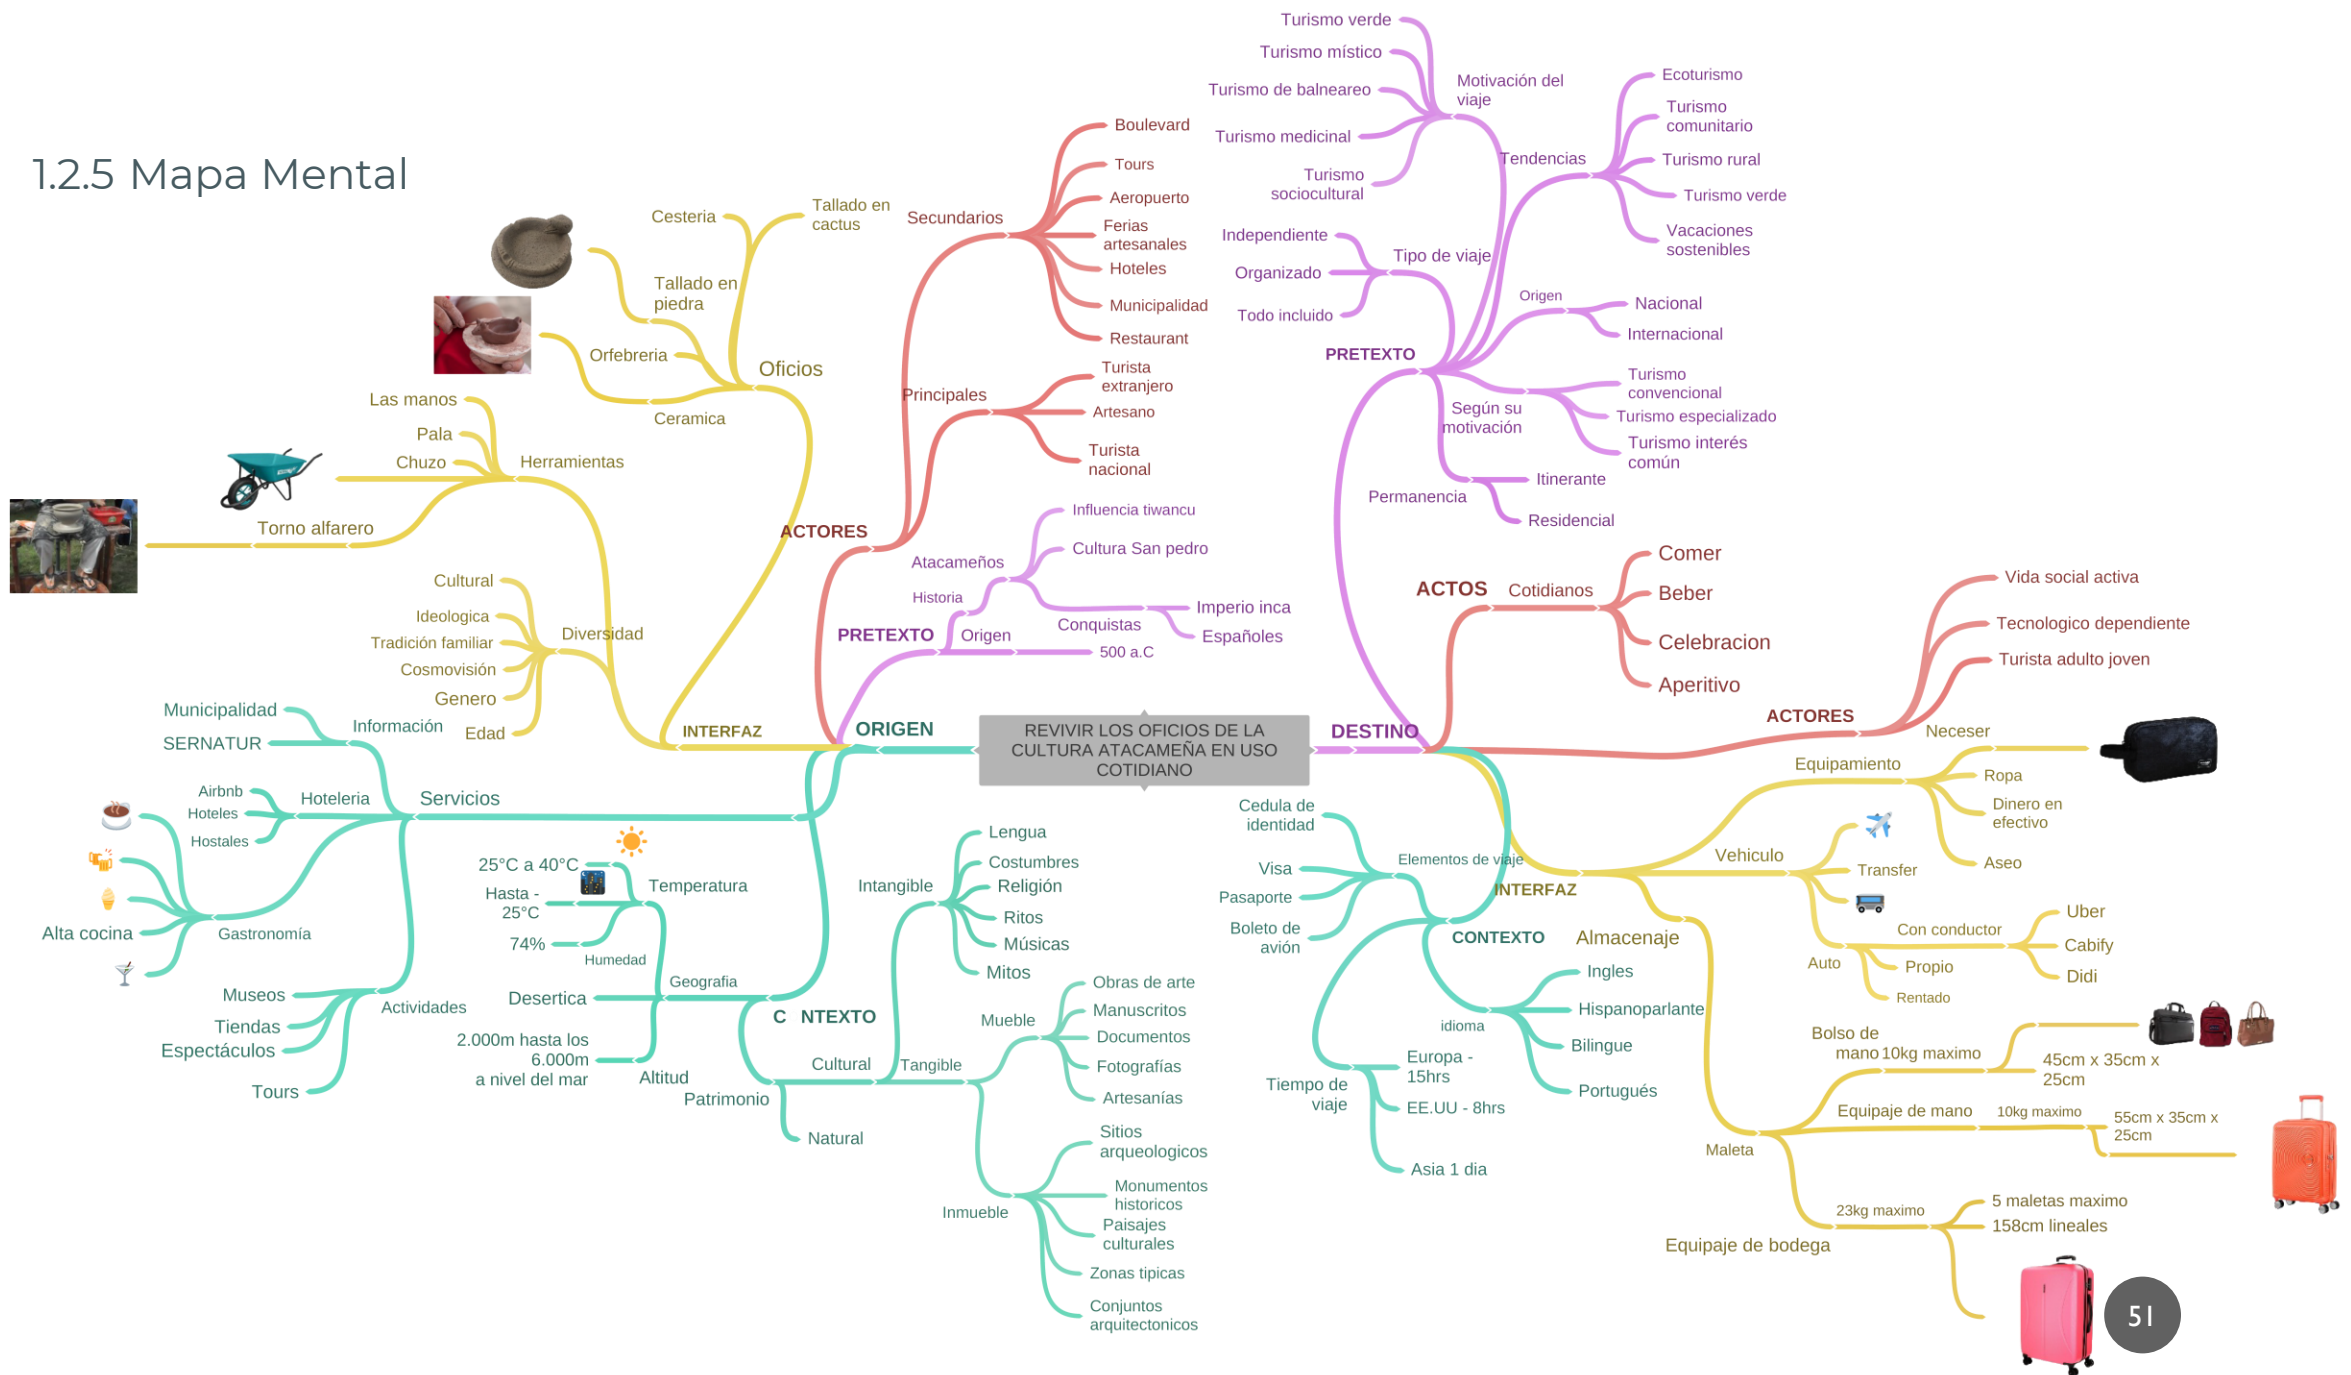 1.2.5 Mapa Mental
REVIVIR LOS OFICIOS DE LA
CULTURA ATACAMEÑA EN USO
COTIDIANO
ORIGEN
INTERFAZ
Oficios
Cesteria
Tallado en
cactus
Tallado en
piedra
Orfebreria
Ceramica
Herramientas
Las manos
Pala
Chuzo
Torno alfarero
Diversidad
Cultural
Ideologica
Tradición familiar
Cosmovisión
Genero
Edad
ACTORES
Secundarios
Boulevard
Tours
Aeropuerto
Ferias
artesanales
Hoteles
Municipalidad
Restaurant
Principales
Turista
extranjero
Artesano
Turista
nacional
PRETEXTO
Historia
Atacameños
Influencia tiwancu
Cultura San pedro
Conquistas
Imperio inca
Españoles
Origen
500 a.C
Servicios
Información
Municipalidad
SERNATUR
Hoteleria
Airbnb
Hoteles
Hostales
Gastronomía
Alta cocina
Actividades
Museos
Tiendas
Espectáculos
Tours
C NTEXTO
Geografia
Temperatura
25°C a 40°C
Hasta -
25°C
74%
Humedad
Desertica
2.000m hasta los
6.000m
a nivel del mar
Altitud
Patrimonio
Cultural
Natural
Intangible
Lengua
Costumbres
Religión
Ritos
Músicas
Mitos
Tangible
Mueble
Obras de arte
Manuscritos
Documentos
Fotografías
Artesanías
Inmueble
Sitios
arqueologicos
Monumentos
historicos
Paisajes
culturales
Zonas tipicas
Conjuntos
arquitectonicos
DESTINO
PRETEXTO
Motivación del
viaje
Turismo verde
Turismo místico
Turismo de balneareo
Turismo medicinal
Turismo
sociocultural
Tendencias
Ecoturismo
Turismo
comunitario
Turismo rural
Turismo verde
Vacaciones
sostenibles
Tipo de viaje
Independiente
Organizado
Todo incluido
Origen
Nacional
Internacional
Según su
motivación
Turismo
convencional
Turismo especializado
Turismo interés
común
Permanencia
Itinerante
Residencial
ACTOS
Cotidianos
Comer
Beber
Celebracion
Aperitivo
ACTORES
Vida social activa
Tecnologico dependiente
Turista adulto joven
INTERFAZ
Equipamiento
Neceser
Ropa
Dinero en
efectivo
Aseo
Vehiculo
Transfer
Auto
Con conductor
Uber
Cabify
Didi
Propio
Rentado
Almacenaje
Maleta
Bolso de
mano
10kg maximo
45cm x 35cm x
25cm
Equipaje de mano
10kg maximo
55cm x 35cm x
25cm
Equipaje de bodega
23kg maximo
5 maletas maximo
158cm lineales
CONTEXTO
Elementos de viaje
Cedula de
identidad
Visa
Pasaporte
Boleto de
avión
idioma
Ingles
Hispanoparlante
Bilingue
Portugués
Tiempo de
viaje
Europa -
15hrs
EE.UU - 8hrs
Asia 1 dia
51